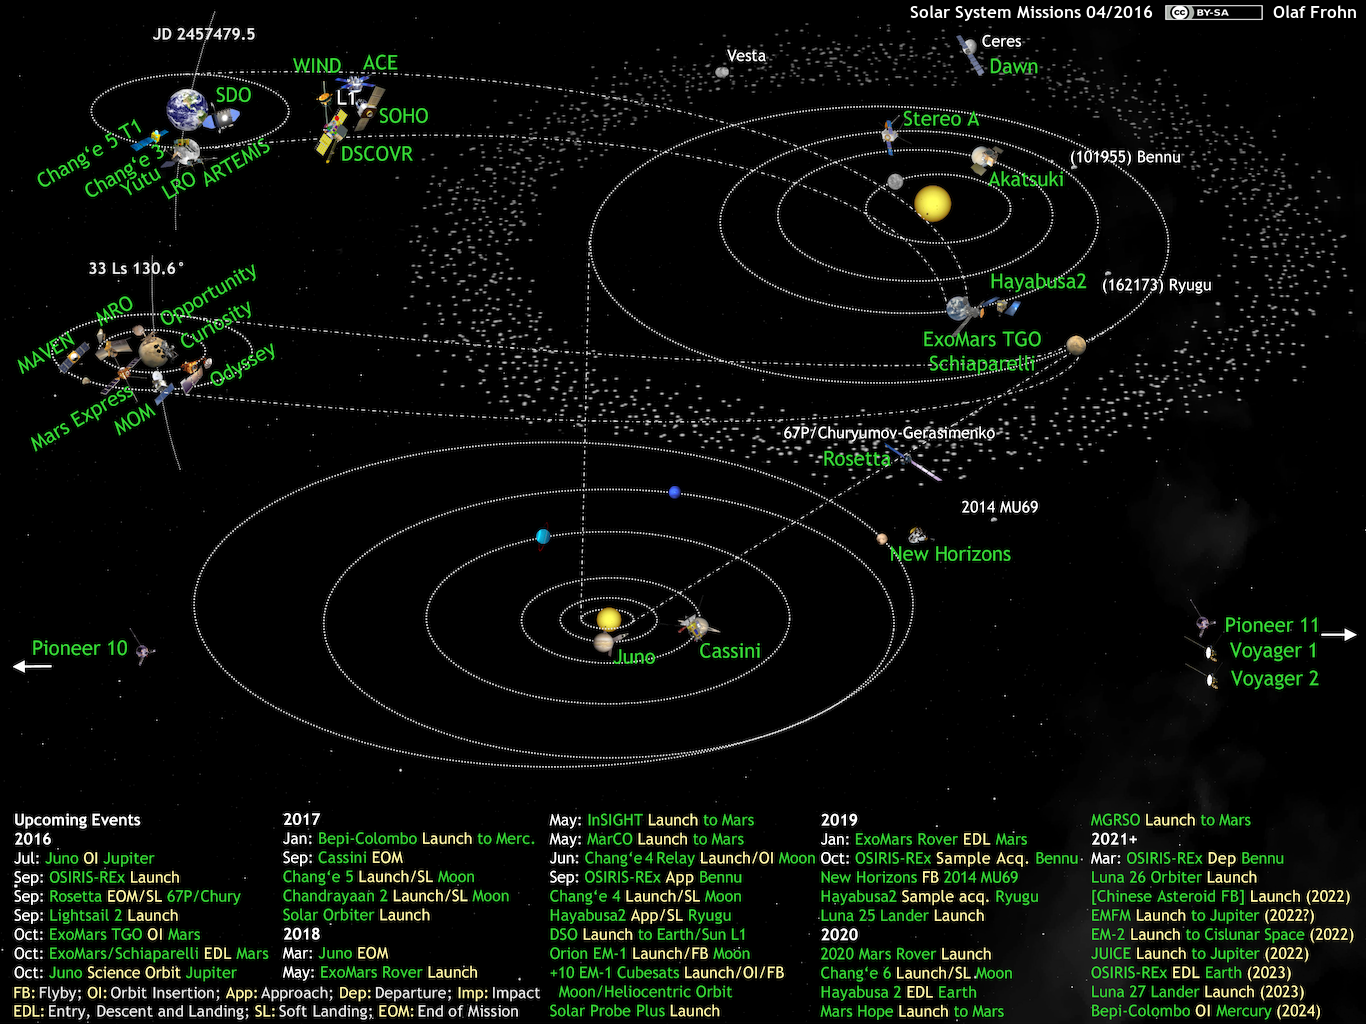 Solar System Missions 04/2016 cc BY-SA Olaf Frohn
JD 2457479.5
WIND
ACE
SDO
L1
SOHO
DSCOVR
Chang‘e 5 T1
Chang‘e 3
Yutu
LRO
ARTEMIS
Vesta
Ceres
Dawn
Stereo A
(101955) Bennu
Akatsuki
Hayabusa2
(162173) Ryugu
ExoMars TGO
Schiaparelli
33 Ls 130.6°
MRO
Opportunity
Curiosity
MAVEN
Odyssey
Mars Express
MOM
67P/Churyumov-Gerasimenko
Rosetta
2014 MU69
New Horizons
Pioneer 10
Juno
Cassini
Pioneer 11
Voyager 1
Voyager 2
Upcoming Events
2016
Jul: Juno OI Jupiter
Sep: OSIRIS-REx Launch
Sep: Rosetta EOM/SL 67P/Chury
Sep: Lightsail 2 Launch
Oct: ExoMars TGO OI Mars
Oct: ExoMars/Schiaparelli EDL Mars
Oct: Juno Science Orbit Jupiter
FB: Flyby; OI: Orbit Insertion; App: Approach; Dep: Departure; Imp: Impact
EDL: Entry, Descent and Landing; SL: Soft Landing; EOM: End of Mission
2017
Jan: Bepi-Colombo Launch to Merc.
Sep: Cassini EOM
Chang‘e 5 Launch/SL Moon
Chandrayaan 2 Launch/SL Moon
Solar Orbiter Launch
2018
Mar: Juno EOM
May: ExoMars Rover Launch
May: InSIGHT Launch to Mars
May: MarCO Launch to Mars
Jun: Chang‘e 4 Relay Launch/OI Moon
Sep: OSIRIS-REx App Bennu
Chang‘e 4 Launch/SL Moon
Hayabusa2 App/SL Ryugu
DSO Launch to Earth/Sun L1
Orion EM-1 Launch/FB Moon
+10 EM-1 Cubesats Launch/OI/FB
Moon/Heliocentric Orbit
Solar Probe Plus Launch
2019
Jan: ExoMars Rover EDL Mars
Oct: OSIRIS-REx Sample Acq. Bennu
New Horizons FB 2014 MU69
Hayabusa2 Sample acq. Ryugu
Luna 25 Lander Launch
2020
2020 Mars Rover Launch
Chang‘e 6 Launch/SL Moon
Hayabusa 2 EDL Earth
Mars Hope Launch to Mars
MGRSO Launch to Mars
2021+
Mar: OSIRIS-REx Dep Bennu
Luna 26 Orbiter Launch
[Chinese Asteroid FB] Launch (2022)
EMFM Launch to Jupiter (2022?)
EM-2 Launch to Cislunar Space (2022)
JUICE Launch to Jupiter (2022)
OSIRIS-REx EDL Earth (2023)
Luna 27 Lander Launch (2023)
Bepi-Colombo OI Mercury (2024)